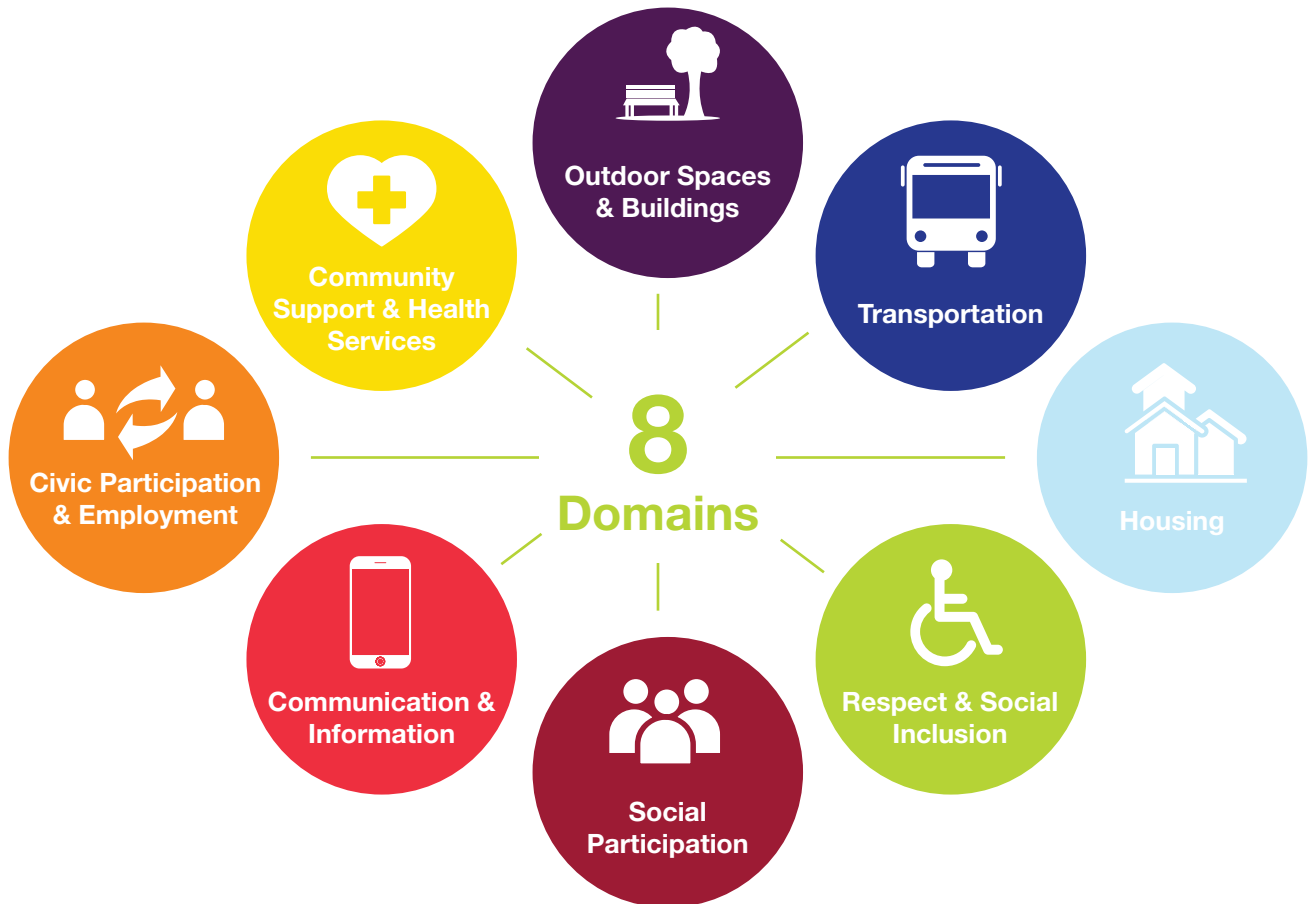 Outdoor Spaces
& Buildings
Transportation
Housing
Respect & Social
Inclusion
Social
Participation
Communication &
Information
Civic Participation
& Employment
Community
Support & Health
Services
8
Domains